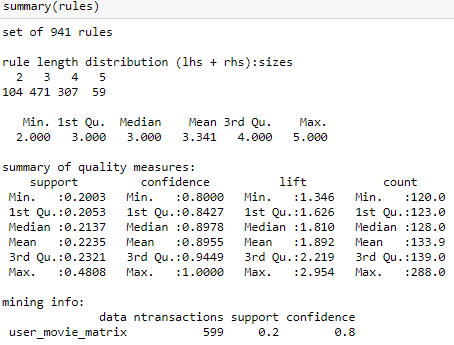 summary(rules)
set of 941 rules
rule length distribution (lhs + rhs):sizes
2 3 4 5
104 471 307 59
Min. 1st Qu. Median Mean 3rd Qu. Max.
2.000 3.000 3.000 3.341 4.000 5.000
summary of quality measures:
support confidence lift count
Min. :0.2003 Min. :0.8000 Min. :1.346 Min. :120.0
1st Qu.:0.2053 1st Qu.:0.8427 1st Qu.:1.626 1st Qu.:123.0
Median :0.2137 Median :0.8978 Median :1.810 Median :128.0
Mean :0.2235 Mean :0.8955 Mean :1.892 Mean :133.9
3rd Qu.:0.2321 3rd Qu.:0.9449 3rd Qu.:2.219 3rd Qu.:139.0
Max. :0.4808 Max. :1.0000 Max. :2.954 Max. :288.0
mining info:
data ntransactions support confidence
user_movie_matrix 599 0.2 0.8